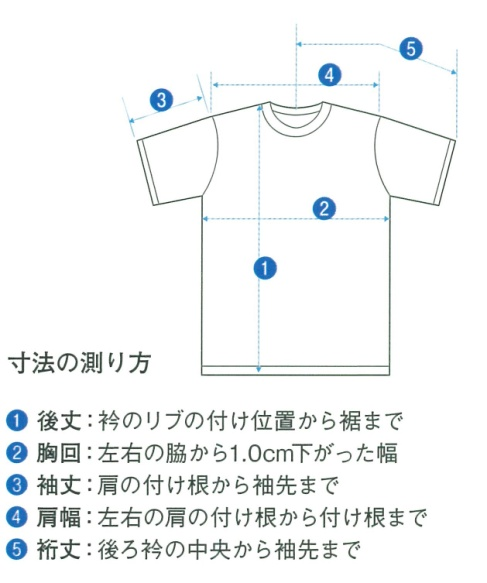 5
4
3
2
1
寸法の測り方
1 後丈：衿のリブの付け位置から裾まで
2 胸回：左右の脇から1.0cm下がった幅
3 袖丈：肩の付け根から袖先まで
4 肩幅：左右の肩の付け根から付け根まで
5 裄丈：後ろ衿の中央から袖先まで